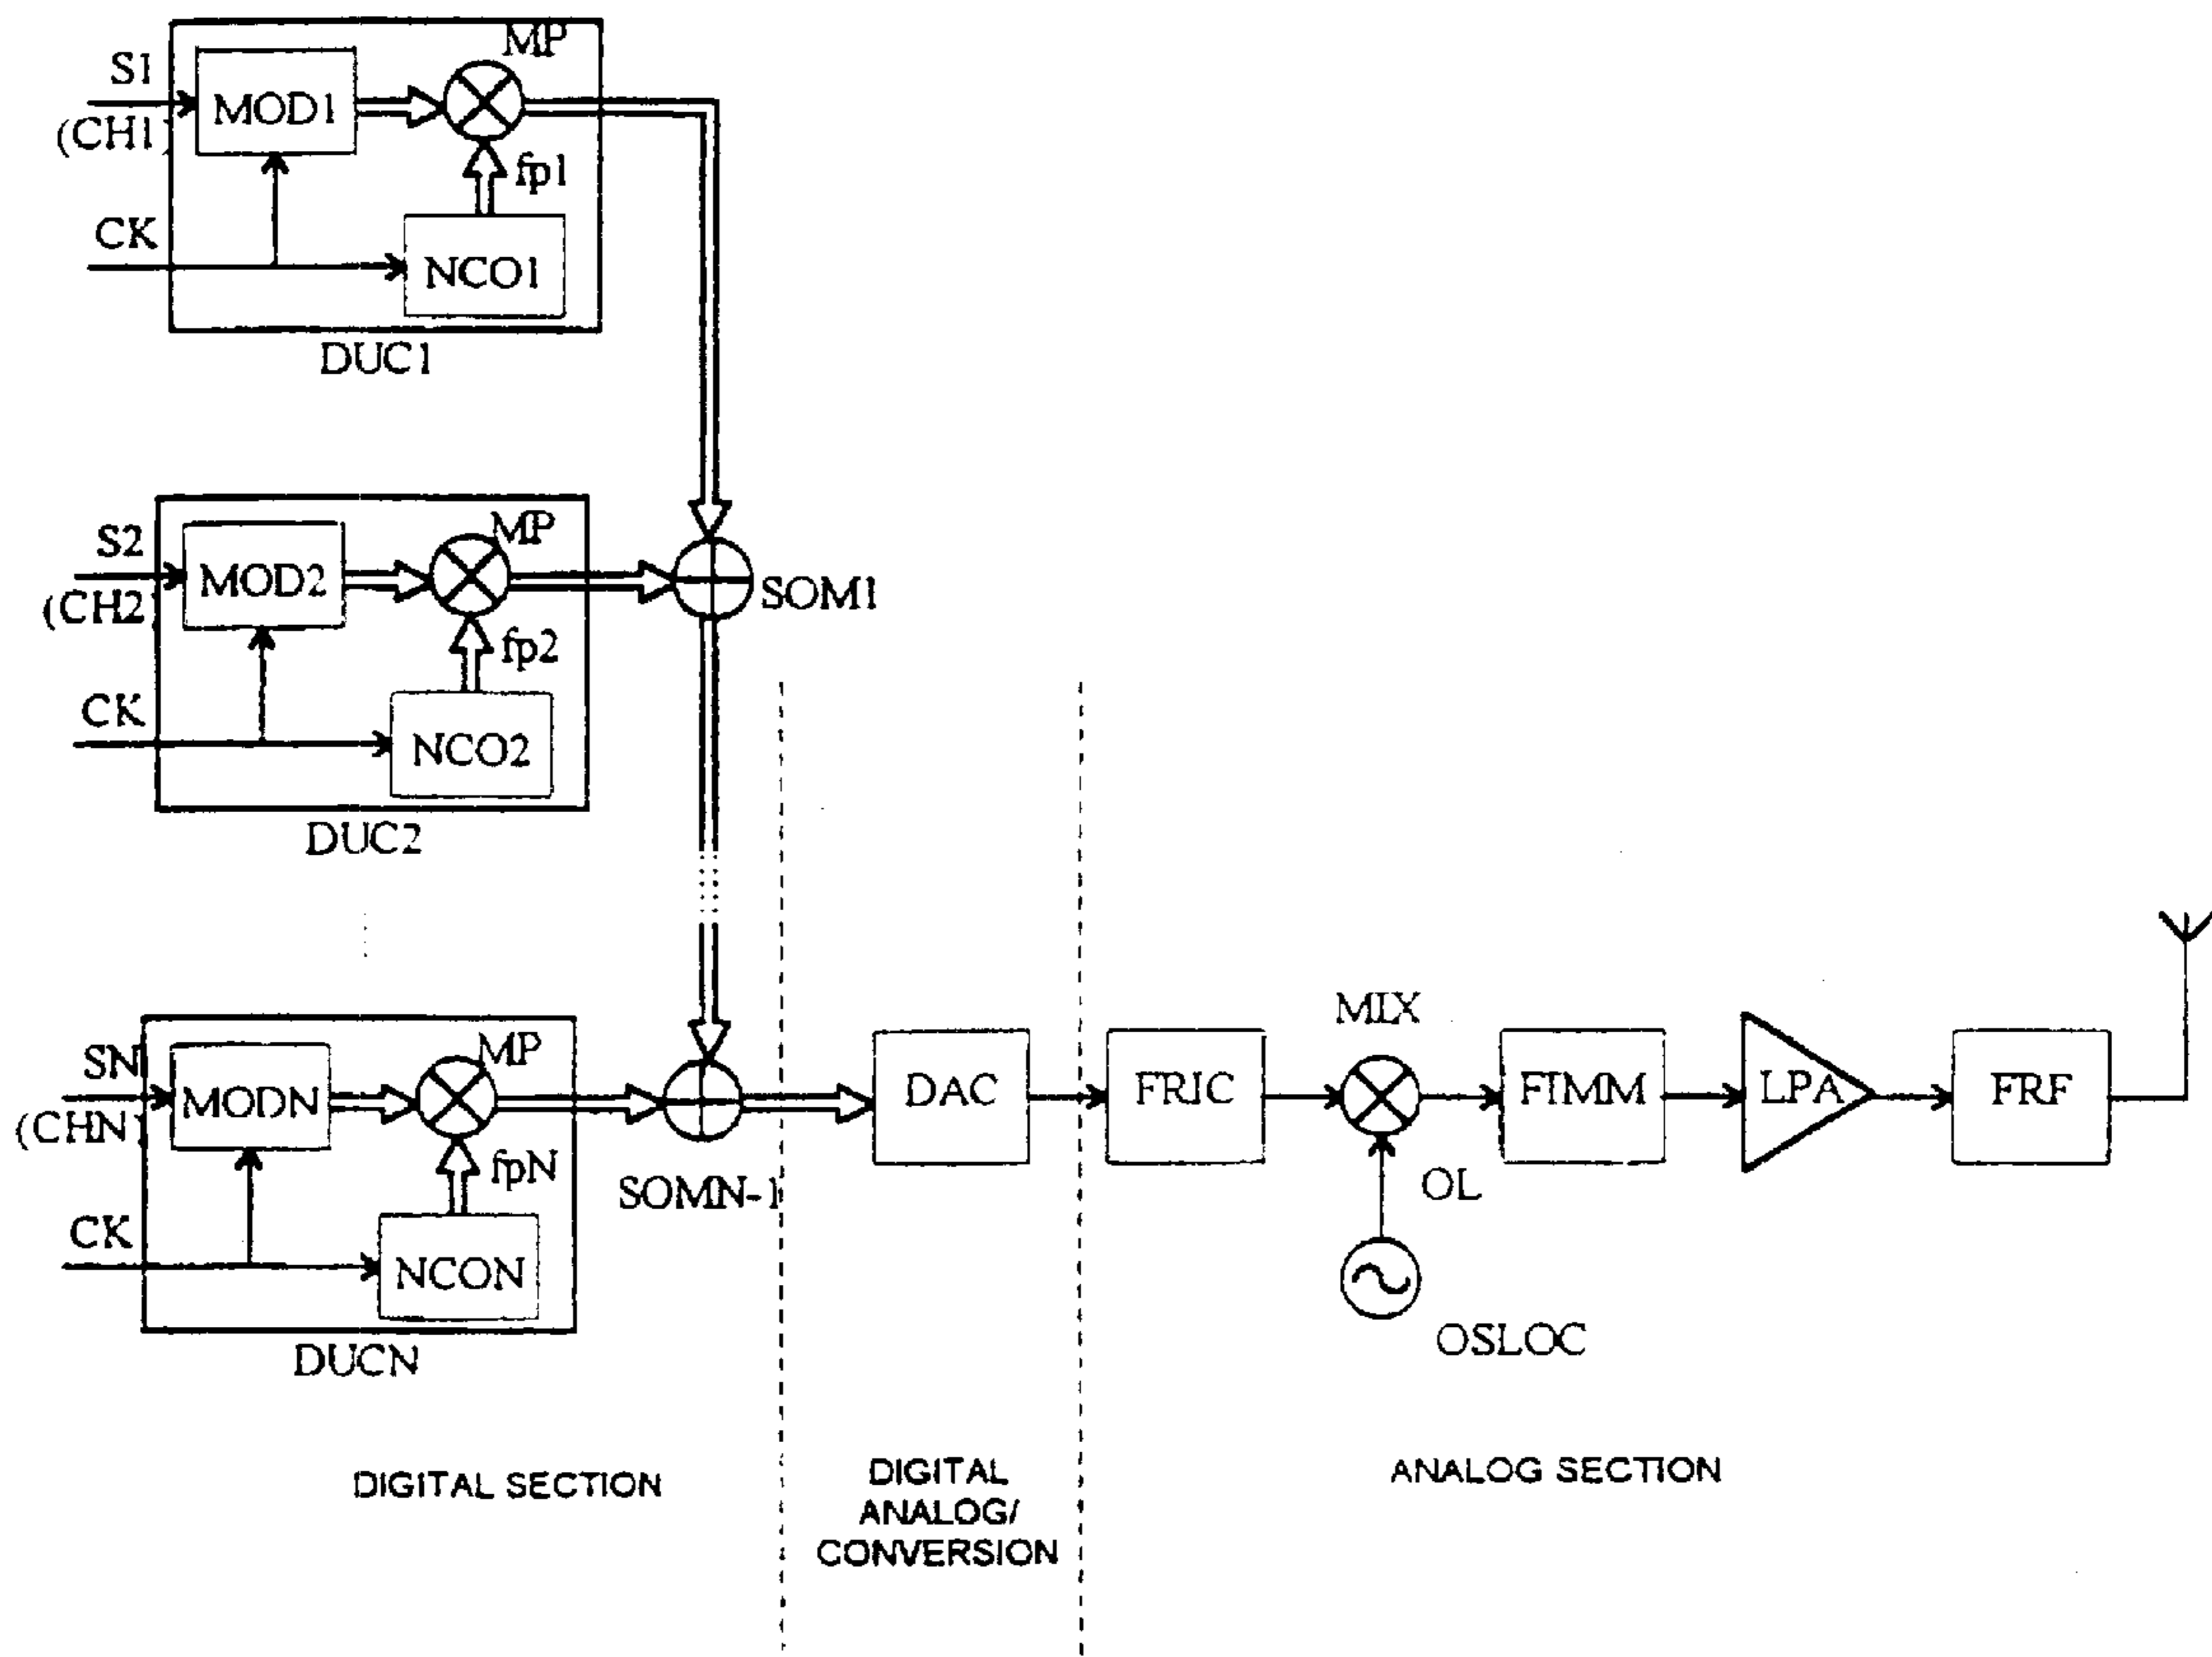 MP
S1
MOD1
(CH1)
fp1
CK
NCO1
DUC1
MP
S2
MOD2
(CH2)
SOM1
fp2
CK
NCO2
DUC2
MP
SN
MODN
(CHN)
fpN
SOMN-1
CK
NCON
DUCN
DAC
FRIC
MIX
OL
OSLOC
FIMM
LPA
FRF
DIGITAL SECTION
DIGITAL
ANALOG/
CONVERSION
ANALOG SECTION